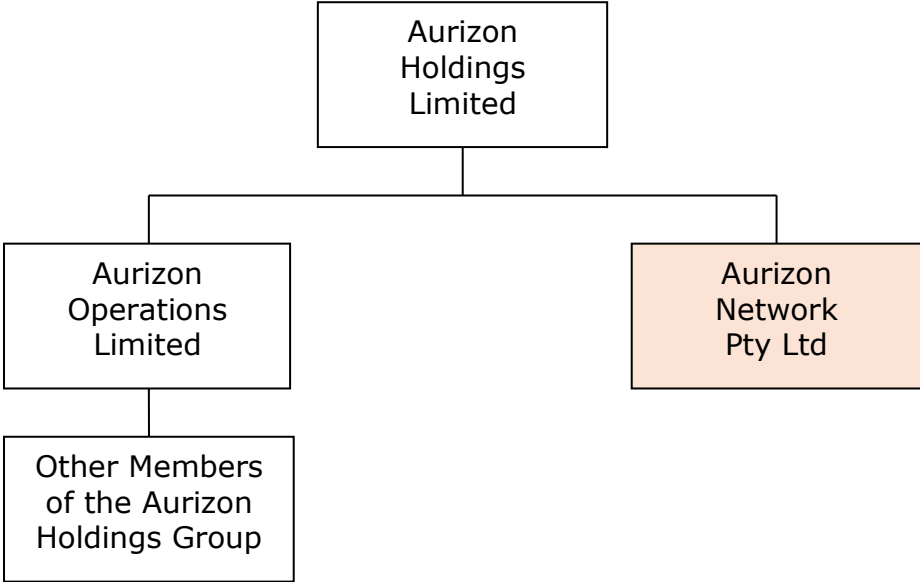 Aurizon
Holdings
Limited
Aurizon
Operations
Limited
Aurizon
Network
Pty Ltd
Other Members
of the Aurizon
Holdings Group